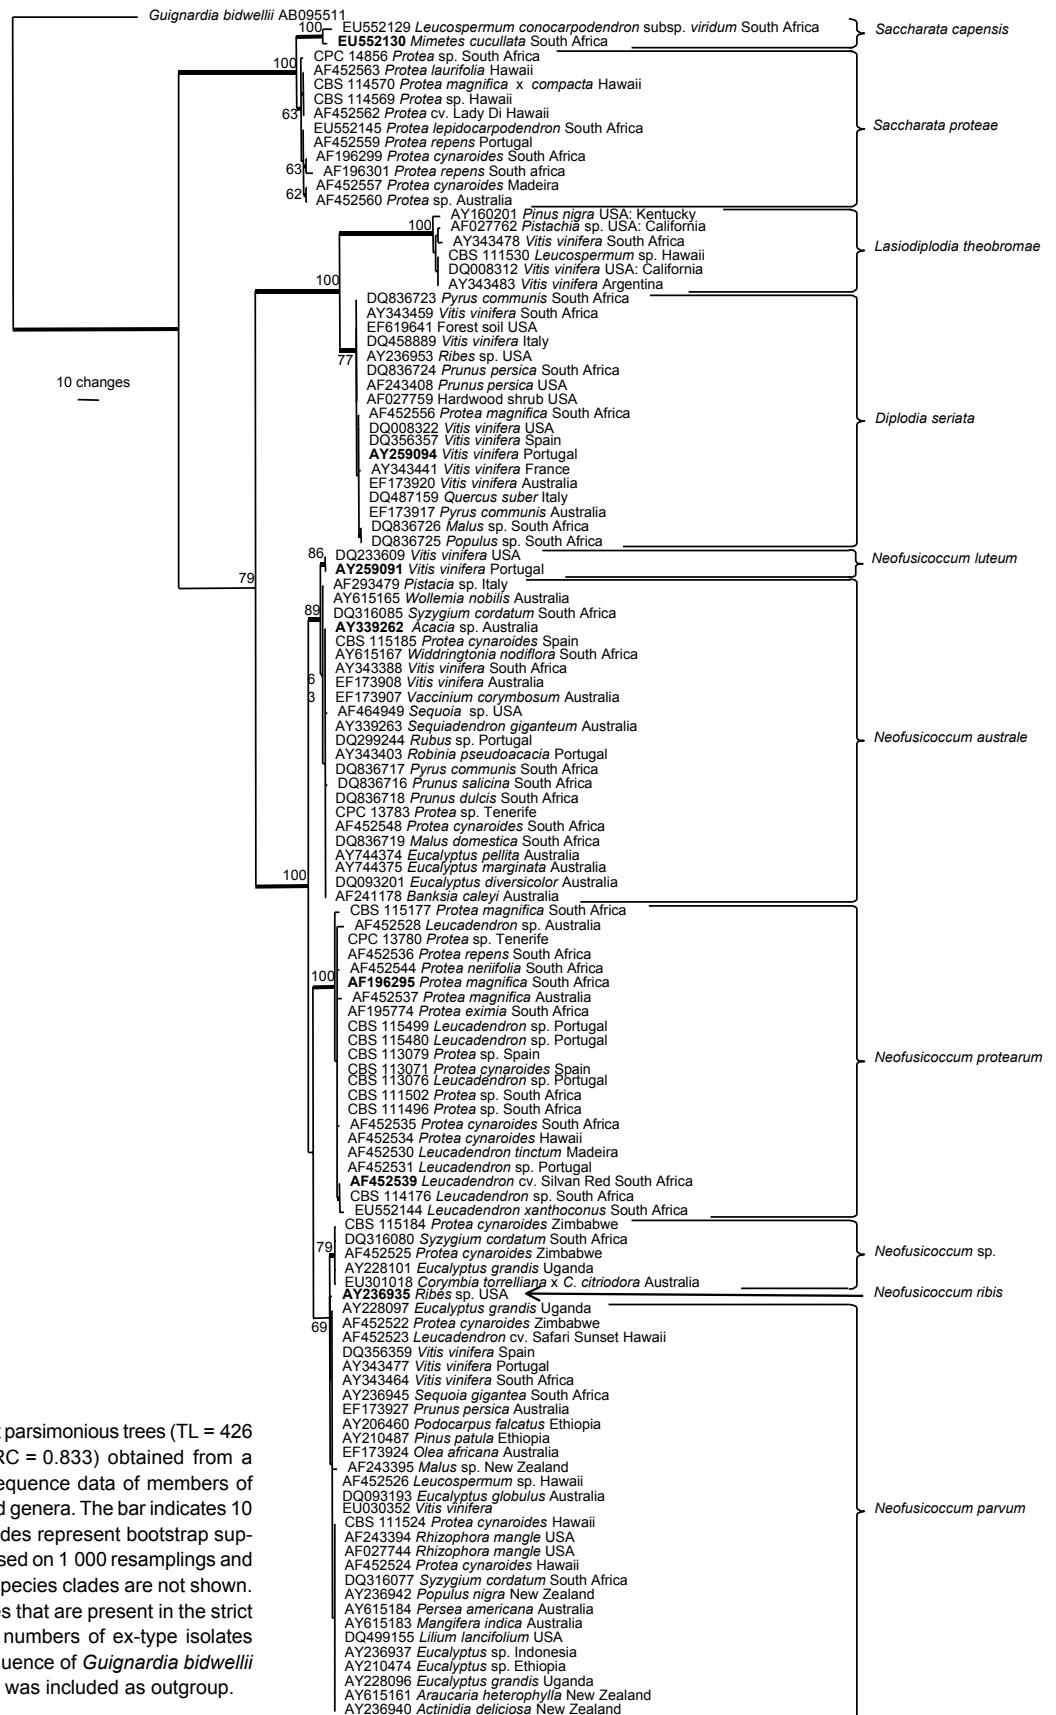 Guignardia bidwellii AB095511
100
EU552129 Leucospermum conocarpodendron subsp. viridum South Africa
EU552130 Mimetes cucullata South Africa
Saccharata capensis
100
CPC 14856 Protea sp. South Africa
AF452563 Protea laurifolia Hawaii
CBS 114570 Protea magnifica x compacta Hawaii
CBS 114569 Protea sp. Hawaii
63
AF452562 Protea cv. Lady Di Hawaii
EU552145 Protea lepidocarpodendron South Africa
AF452559 Protea repens Portugal
AF196299 Protea cynaroides South Africa
63
AF196301 Protea repens South africa
AF452557 Protea cynaroides Madeira
62
AF452560 Protea sp. Australia
Saccharata proteae
100
AY160201 Pinus nigra USA: Kentucky
AF027762 Pistachia sp. USA: California
AY343478 Vitis vinifera South Africa
CBS 111530 Leucospermum sp. Hawaii
DQ008312 Vitis vinifera USA: California
AY343483 Vitis vinifera Argentina
Lasiodiplodia theobromae
100
DQ836723 Pyrus communis South Africa
AY343459 Vitis vinifera South Africa
EF619641 Forest soil USA
DQ458889 Vitis vinifera Italy
AY236953 Ribes sp. USA
77
DQ836724 Prunus persica South Africa
AF243408 Prunus persica USA
AF027759 Hardwood shrub USA
AF452556 Protea magnifica South Africa
DQ008322 Vitis vinifera USA
DQ356357 Vitis vinifera Spain
AY259094 Vitis vinifera Portugal
AY343441 Vitis vinifera France
EF173920 Vitis vinifera Australia
DQ487159 Quercus suber Italy
EF173917 Pyrus communis Australia
DQ836726 Malus sp. South Africa
DQ836725 Populus sp. South Africa
Diplodia seriata
10 changes
79
86
DQ233609 Vitis vinifera USA
AY259091 Vitis vinifera Portugal
Neofusicoccum luteum
89
AF293479 Pistacia sp. Italy
AY615165 Wollemia nobilis Australia
DQ316085 Syzygium cordatum South Africa
AY339262 Acacia sp. Australia
CBS 115185 Protea cynaroides Spain
AY615167 Widdringtonia nodiflora South Africa
AY343388 Vitis vinifera South Africa
6
3
EF173908 Vitis vinifera Australia
EF173907 Vaccinium corymbosum Australia
AF464949 Sequoia sp. USA
AY339263 Sequiadendron giganteum Australia
DQ299244 Rubus sp. Portugal
AY343403 Robinia pseudoacacia Portugal
DQ836717 Pyrus communis South Africa
DQ836716 Prunus salicina South Africa
DQ836718 Prunus dulcis South Africa
CPC 13783 Protea sp. Tenerife
AF452548 Protea cynaroides South Africa
DQ836719 Malus domestica South Africa
AY744374 Eucalyptus pellita Australia
AY744375 Eucalyptus marginata Australia
DQ093201 Eucalyptus diversicolor Australia
AF241178 Banksia caleyi Australia
Neofusicoccum australe
100
100
CBS 115177 Protea magnifica South Africa
AF452528 Leucadendron sp. Australia
CPC 13780 Protea sp. Tenerife
AF452536 Protea repens South Africa
AF452544 Protea neriifolia South Africa
AF196295 Protea magnifica South Africa
AF452537 Protea magnifica Australia
AF195774 Protea eximia South Africa
CBS 115499 Leucadendron sp. Portugal
CBS 115480 Leucadendron sp. Portugal
CBS 113079 Protea sp. Spain
CBS 113071 Protea cynaroides Spain
CBS 113076 Leucadendron sp. Portugal
CBS 111502 Protea sp. South Africa
CBS 111496 Protea sp. South Africa
AF452535 Protea cynaroides South Africa
AF452534 Protea cynaroides Hawaii
AF452530 Leucadendron tinctum Madeira
AF452531 Leucadendron sp. Portugal
AF452539 Leucadendron cv. Silvan Red South Africa
CBS 114176 Leucadendron sp. South Africa
EU552144 Leucadendron xanthoconus South Africa
Neofusicoccum protearum
79
CBS 115184 Protea cynaroides Zimbabwe
DQ316080 Syzygium cordatum South Africa
AF452525 Protea cynaroides Zimbabwe
AY228101 Eucalyptus grandis Uganda
EU301018 Corymbia torrelliana x C. citriodora Australia
Neofusicoccum sp.
AY236935 Ribes sp. USA
Neofusicoccum ribis
69
AY228097 Eucalyptus grandis Uganda
AF452522 Protea cynaroides Zimbabwe
AF452523 Leucadendron cv. Safari Sunset Hawaii
DQ356359 Vitis vinifera Spain
AY343477 Vitis vinifera Portugal
AY343464 Vitis vinifera South Africa
AY236945 Sequoia gigantea South Africa
EF173927 Prunus persica Australia
AY206460 Podocarpus falcatus Ethiopia
AY210487 Pinus patula Ethiopia
EF173924 Olea africana Australia
AF243395 Malus sp. New Zealand
AF452526 Leucospermum sp. Hawaii
DQ093193 Eucalyptus globulus Australia
EU030352 Vitis vinifera
CBS 111524 Protea cynaroides Hawaii
AF243394 Rhizophora mangle USA
AF027744 Rhizophora mangle USA
AF452524 Protea cynaroides Hawaii
DQ316077 Syzygium cordatum South Africa
AY236942 Populus nigra New Zealand
AY615184 Persea americana Australia
AY615183 Mangifera indica Australia
DQ499155 Lilium lancifolium USA
AY236937 Eucalyptus sp. Indonesia
AY210474 Eucalyptus sp. Ethiopia
AY228096 Eucalyptus grandis Uganda
AY615161 Araucaria heterophylla New Zealand
AY236940 Actinidia deliciosa New Zealand
Neofusicoccum parvum
t parsimonious trees (TL = 426
RC = 0.833) obtained from a
equence data of members of
d genera. The bar indicates 10
des represent bootstrap sup-
sed on 1 000 resamplings and
pecies clades are not shown.
es that are present in the strict
numbers of ex-type isolates
uence of Guignardia bidwellii
was included as outgroup.